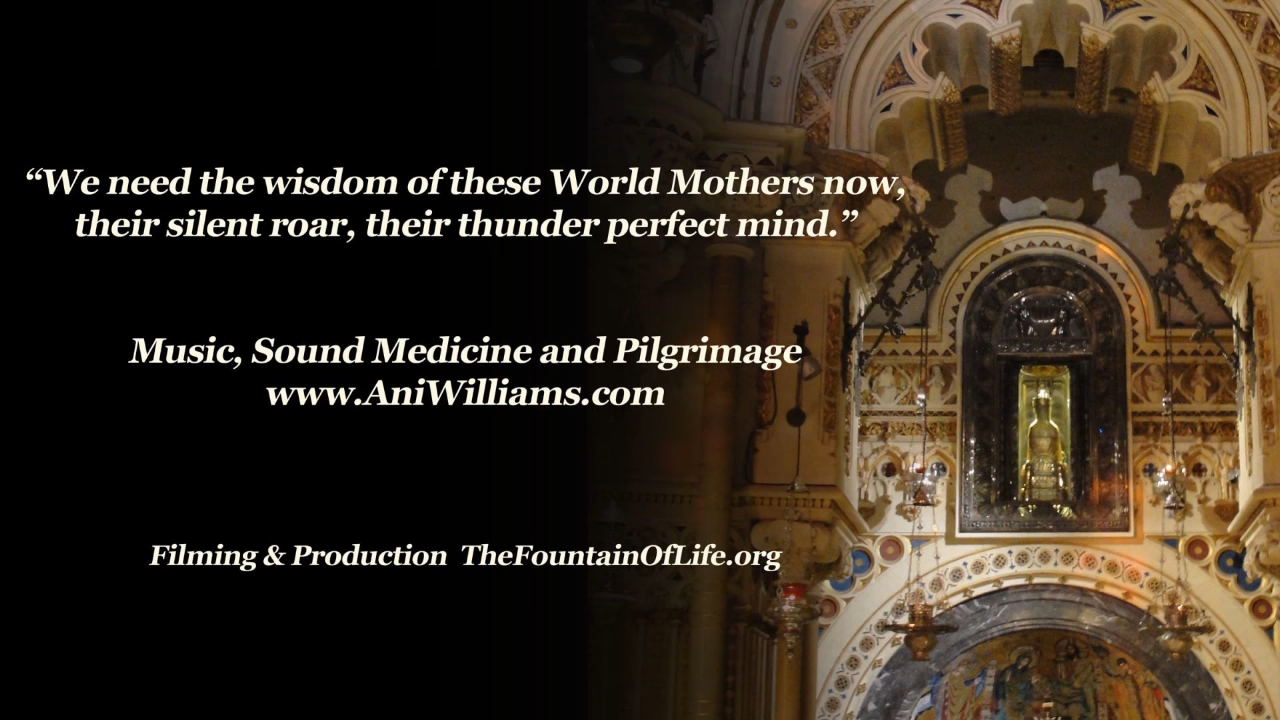 “We need the wisdom of these World Mothers now,
their silent roar, their thunder perfect mind.”
Music, Sound Medicine and Pilgrimage
www.AniWilliams.com
Filming & Production TheFountainOfLife.org